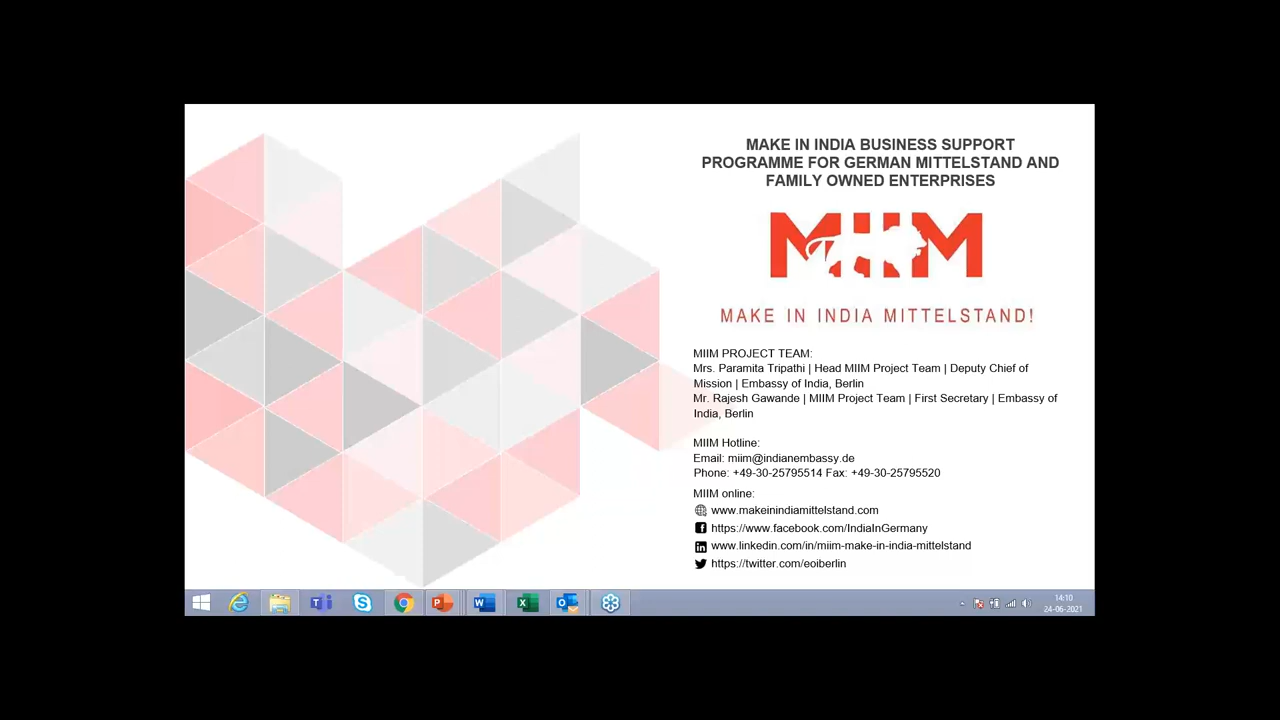 MAKE IN INDIA BUSINESS SUPPORT
PROGRAMME FOR GERMAN MITTELSTAND AND
FAMILY OWNED ENTERPRISES
MIIM
MAKE IN INDIA MITTELSTAND!
MIIM PROJECT TEAM:
Mrs. Paramita Tripathi | Head MIIM Project Team | Deputy Chief of
Mission | Embassy of India, Berlin
Mr. Rajesh Gawande | MIIM Project Team | First Secretary | Embassy of
India, Berlin
MIIM Hotline:
Email: miim@indianembassy.de
Phone: +49-30-25795514 Fax: +49-30-25795520
MIIM online:
www.makeinindiamittelstand.com
https://www.facebook.com/IndiaInGermany
www.linkedin.com/in/miim-make-in-india-mittelstand
https://twitter.com/eoiberlin
14:10
24-06-2021